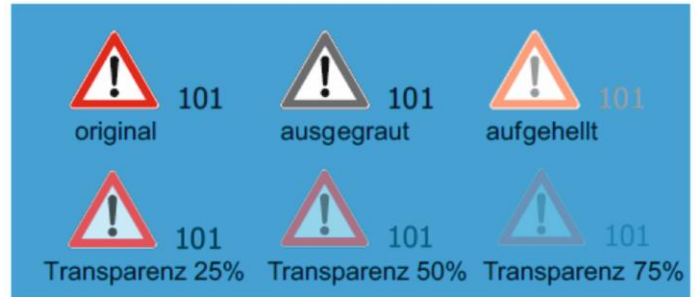 101 101 101
original ausgegraut aufgehellt
101 101 101
Transparenz 25% Transparenz 50% Transparenz 75%